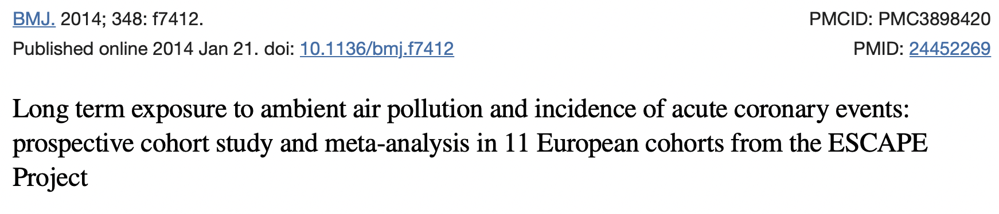 BMJ. 2014; 348: f7412.
PMCID: PMC3898420
Published online 2014 Jan 21. doi: 10.1136/bmj.f7412
PMID: 24452269
Long term exposure to ambient air pollution and incidence of acute coronary events:
prospective cohort study and meta-analysis in 11 European cohorts from the ESCAPE
Project